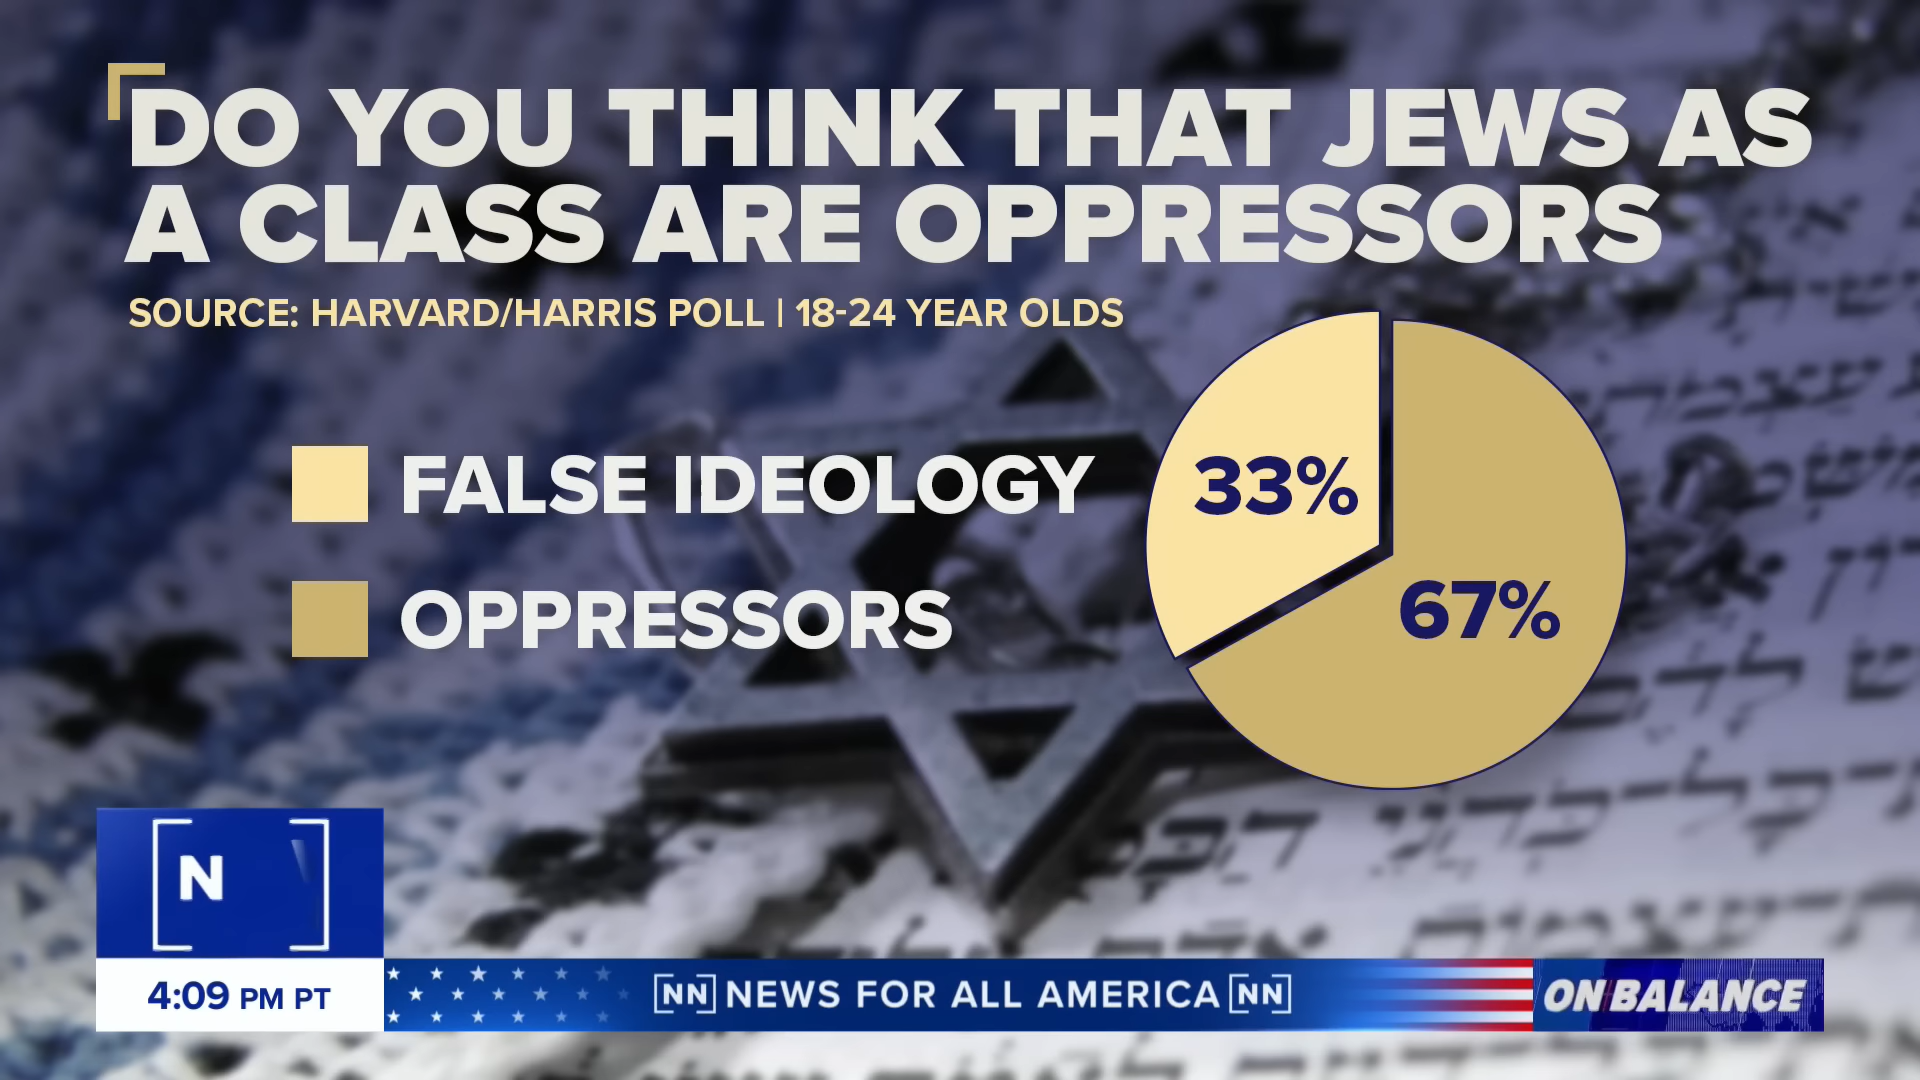 DO YOU THINK THAT JEWS AS
A CLASS ARE OPPRESSORS
SOURCE: HARVARD/HARRIS POLL | 18-24 YEAR OLDS
FALSE IDEOLOGY
OPPRESSORS
33%
67%
N
4:09 PM PT
NN NEWS FOR ALL AMERICA NN
ON BALANCE